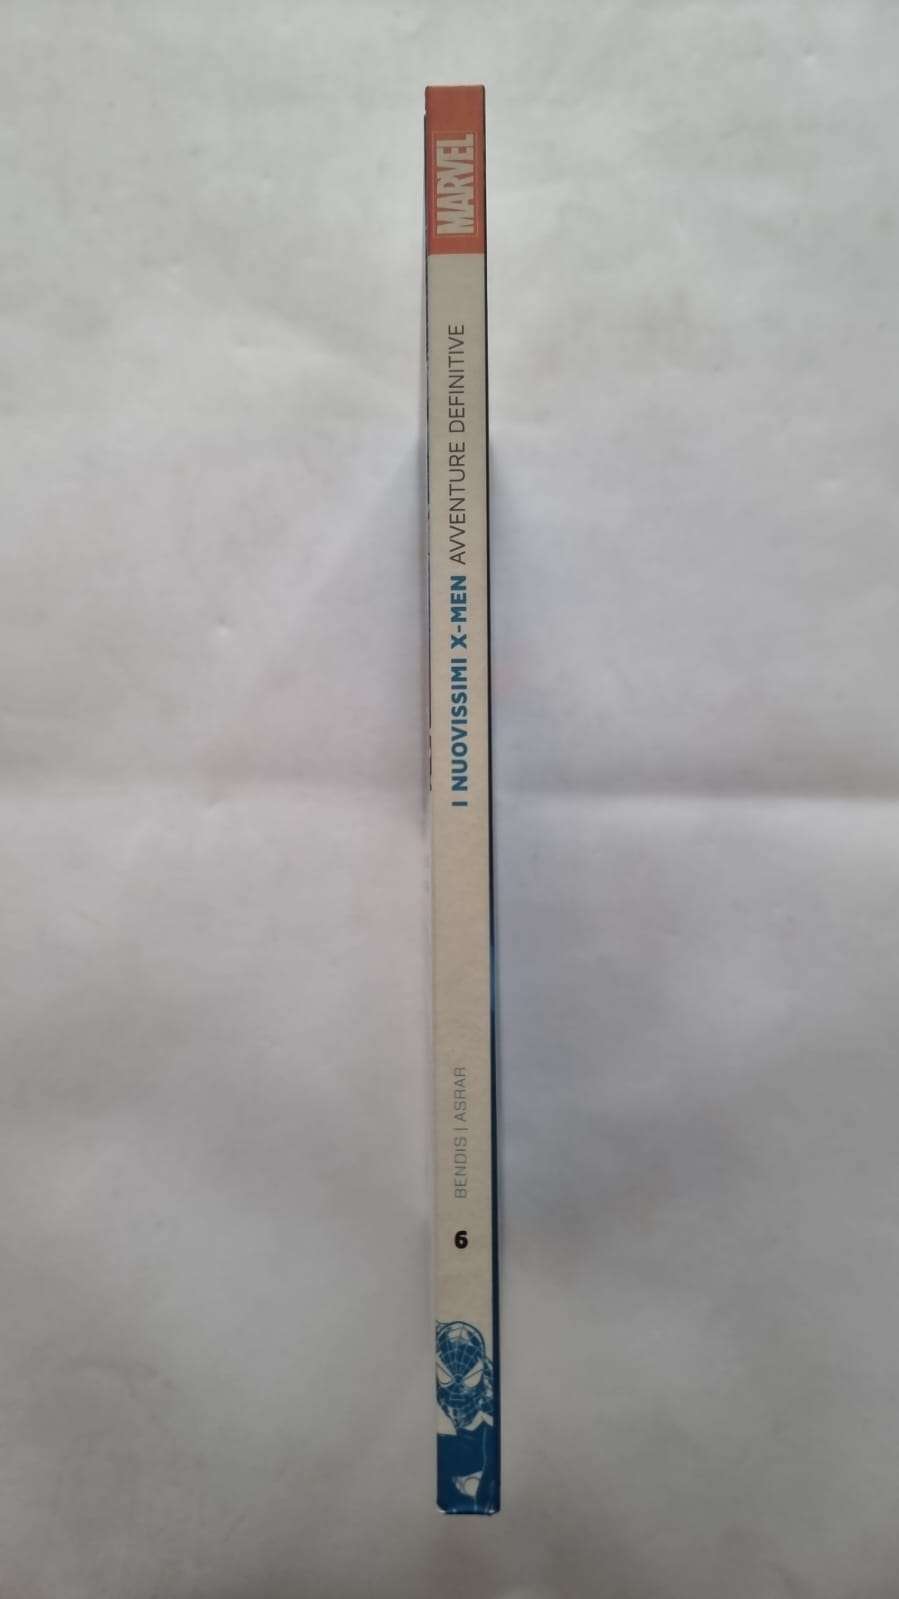 MARVEL
I NUOVISSIMI X-MEN AVVENTURE DEFINITIVE
BENDIS | ASRAR
6